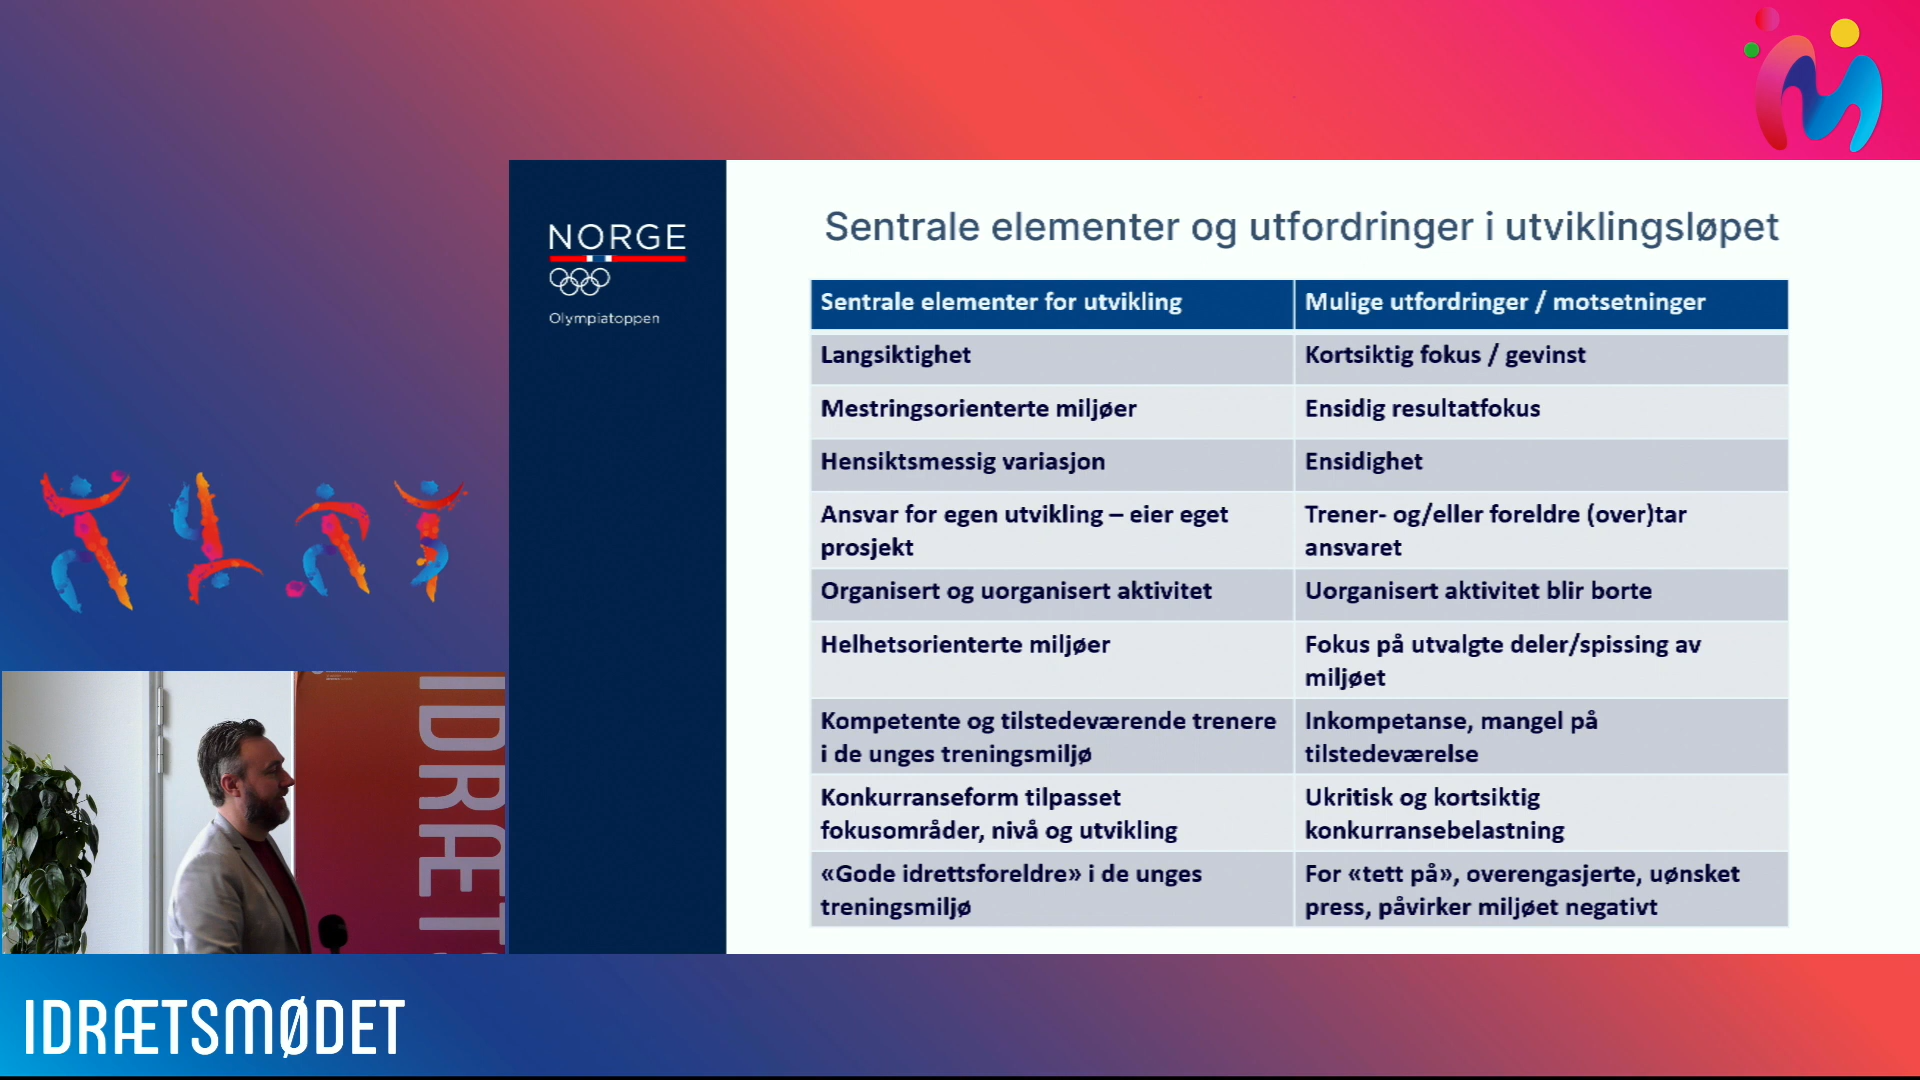 NORGE
Olympiatoppen
Sentrale elementer og utfordringer i utviklingsløpet
Sentrale elementer for utvikling
Mulige utfordringer / motsetninger
Langsiktighet
Kortsiktig fokus / gevinst
Mestringsorienterte miljøer
Ensidig resultatfokus
Hensiktsmessig variasjon
Ensidighet
Ansvar for egen utvikling – eier eget
prosjekt
Trener- og/eller foreldre (over)tar
ansvaret
Organisert og uorganisert aktivitet
Uorganisert aktivitet blir borte
Helhetsorienterte miljøer
Fokus på utvalgte deler/spissing av
miljøet
Kompetente og tilstedeværende trenere
i de unges treningsmiljø
Inkompetanse, mangel på
tilstedeværelse
Konkurranseform tilpasset
fokusområder, nivå og utvikling
Ukritisk og kortsiktig
konkurransebelastning
«Gode idrettsforeldre» i de unges
treningsmiljø
For «tett på», overengasjerte, uønsket
press, påvirker miljøet negativt
IDRÆTS
IDRÆTSMØDET